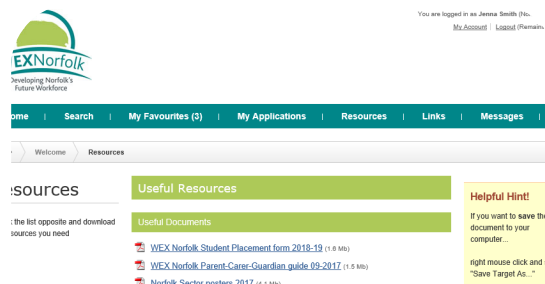 You are logged in as Jenna Smith
My Account | Logout
EXNorfolk
Developing Norfolk's
Future Workforce
ome | Search | My Favourites (3) | My Applications | Resources | Links | Messages |
Welcome Resources
esources
Useful Resources
Helpful Hint!
the list opposite and download
sources you need
Useful Documents
If you want to save the
document to your
computer...
WEX Norfolk Student Placement form 2018-19 (1.6 Mb)
WEX Norfolk Parent-Carer-Guardian guide 09-2017 (1.5 Mb)
right mouse click and
"Save Target As..."
Norfolk Sector posters 2017